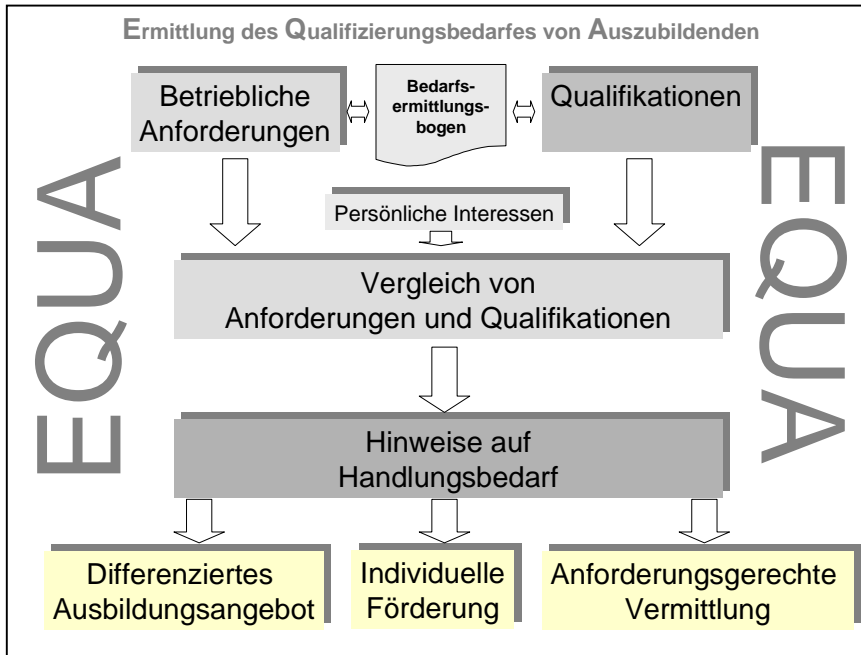 Ermittlung des Qualifizierungsbedarfes von Auszubildenden
Betriebliche
Anforderungen
Bedarfs-
ermittlungs-
bogen
Qualifikationen
EQUA
EQUA
Persönliche Interessen
Vergleich von
Anforderungen und Qualifikationen
Hinweise auf
Handlungsbedarf
Differenziertes
Ausbildungsangebot
Individuelle
Förderung
Anforderungsgerechte
Vermittlung